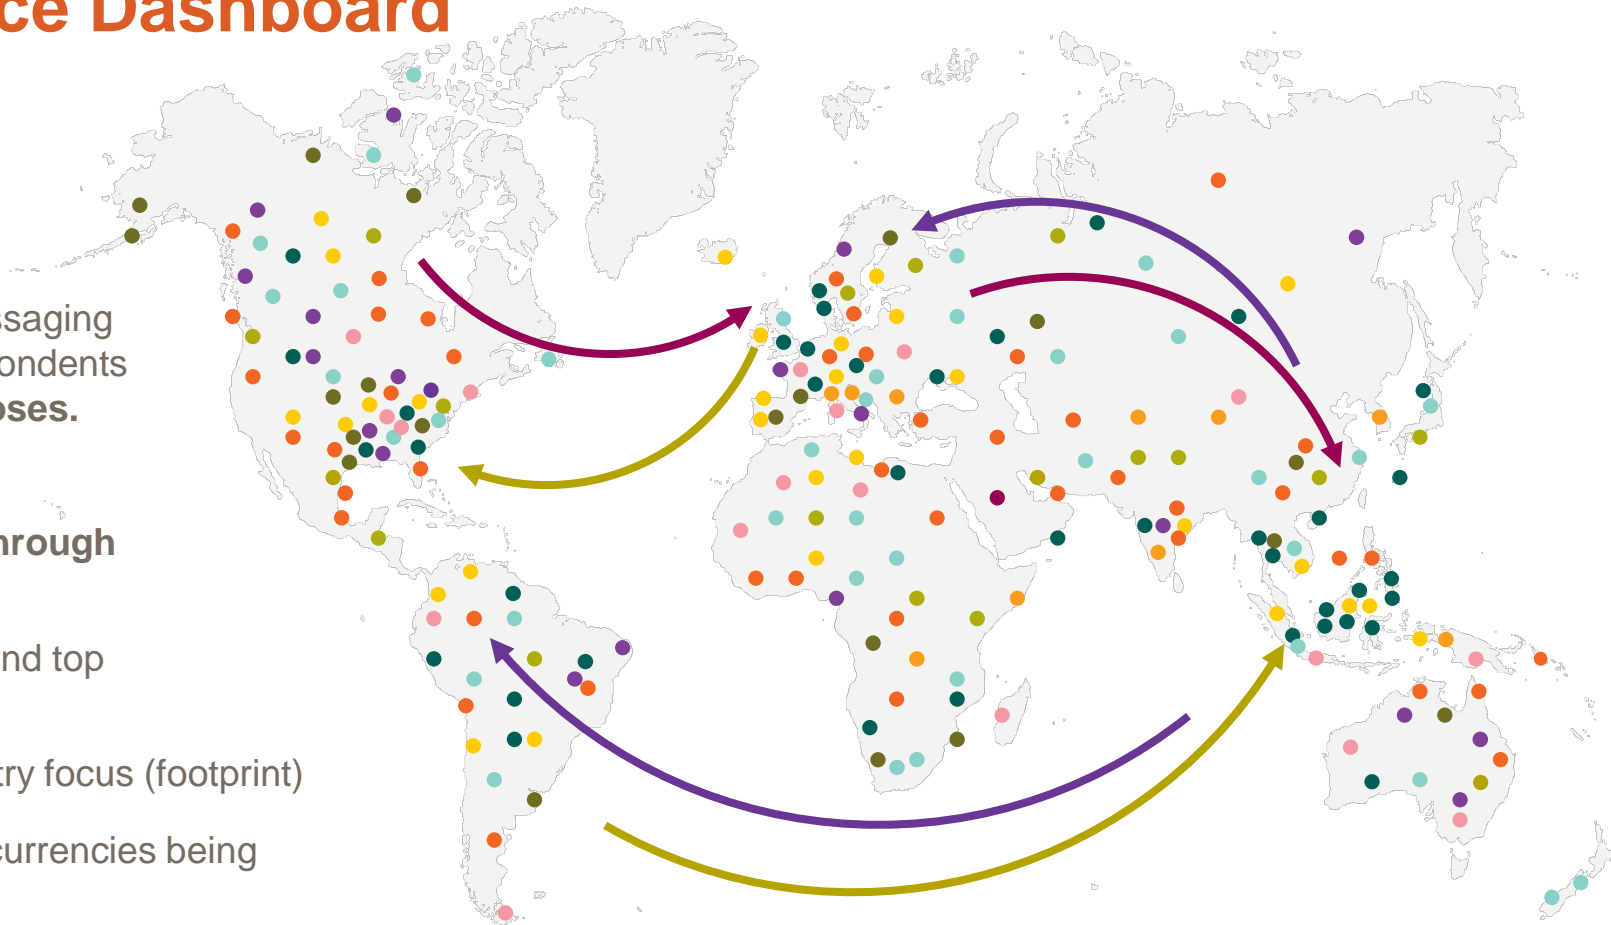 ce Dashboard
ssaging
ondents
oses.
hrough
nd top
try focus (footprint)
currencies being